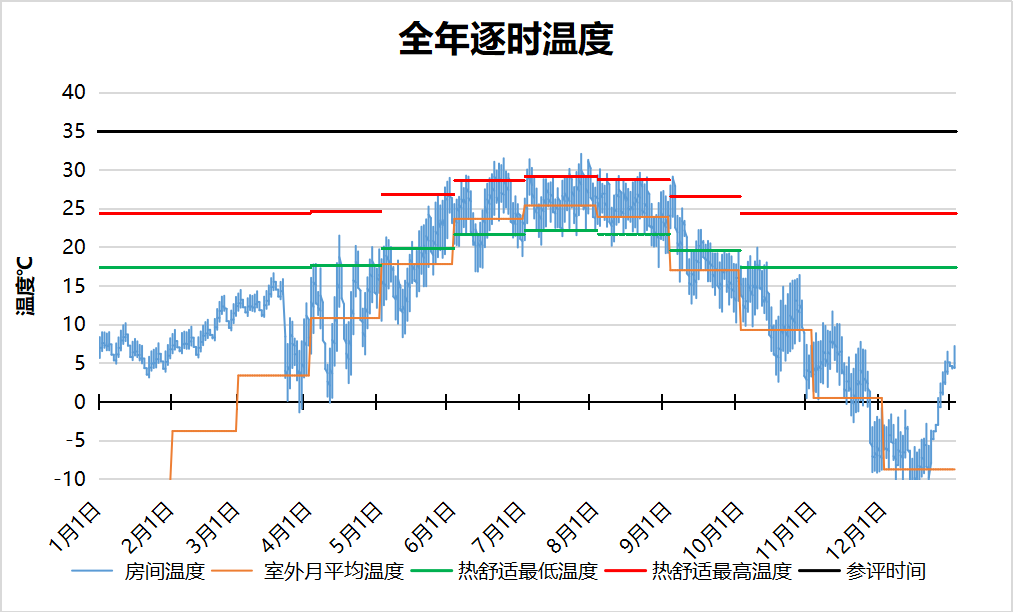 全年逐时温度
温度℃
40
35
30
25
20
15
10
5
0
-5
-10
1月1日
2月1日
3月1日
4月1日
5月1日
6月1日
7月1日
8月1日
9月1日
10月1日
11月1日
12月1日
房间温度 室外月平均温度 热舒适最低温度 热舒适最高温度 参评时间